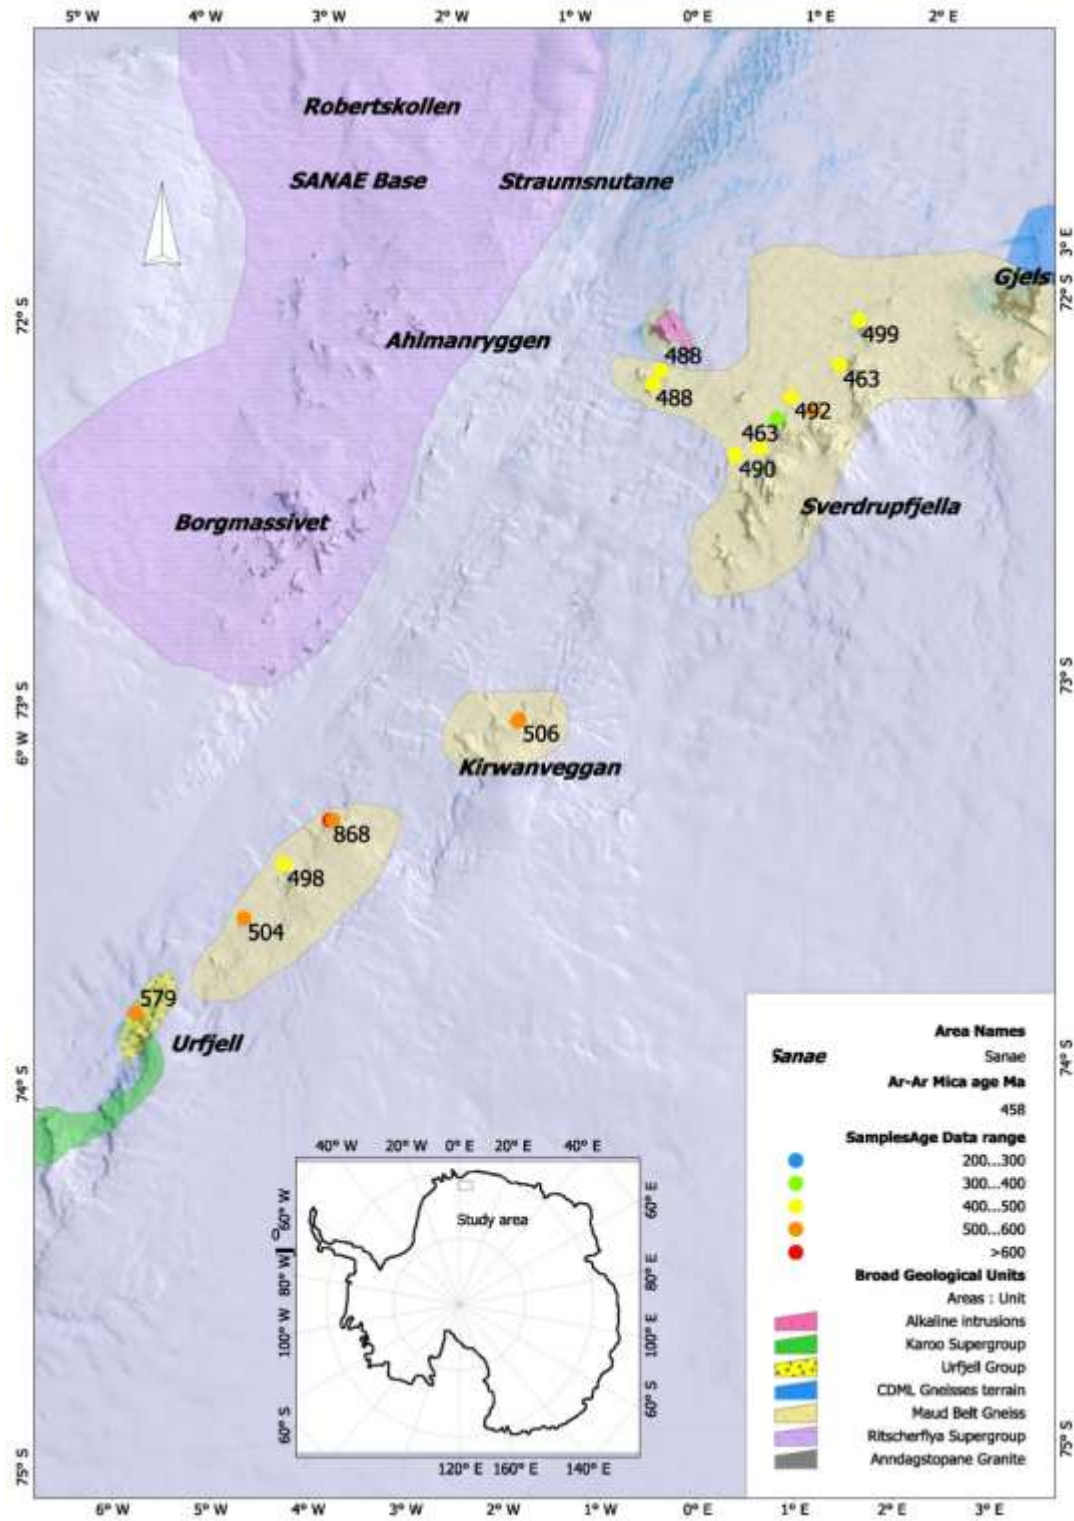 5° W 4° W 3° W 2° W 1° W 0° E 1° E 2° E
Robertskollen
SANAE Base
Straumsnutane
3° E
72° S
Gjels
72° S
499
Ahlmanryggen
488
463
488
492
463
490
Sverdrupfjella
Borgmassivet
73° S
73° S
6° W
506
Kirwanveggan
868
498
504
579
Urfjell
74° S
74° S
Area Names
Sanae
Sanae
Ar-Ar Mica age Ma
458
SamplesAge Data range
200...300
300...400
400...500
500...600
>600
Broad Geological Units
Areas : Unit
Alkaline intrusions
Karoo Supergroup
Urfjell Group
CDML Gneisses terrain
Maud Belt Gneiss
Ritscherflya Supergroup
Anndagstopane Granite
40° W 20° W 0° E 20° E 40° E
60° W
60° E
Study area
80° W
80° E
100° W
100° E
60° S
60° S
120° E 160° E 140° E
75° S
75° S
6° W 5° W 4° W 3° W 2° W 1° W 0° E 1° E 2° E 3° E